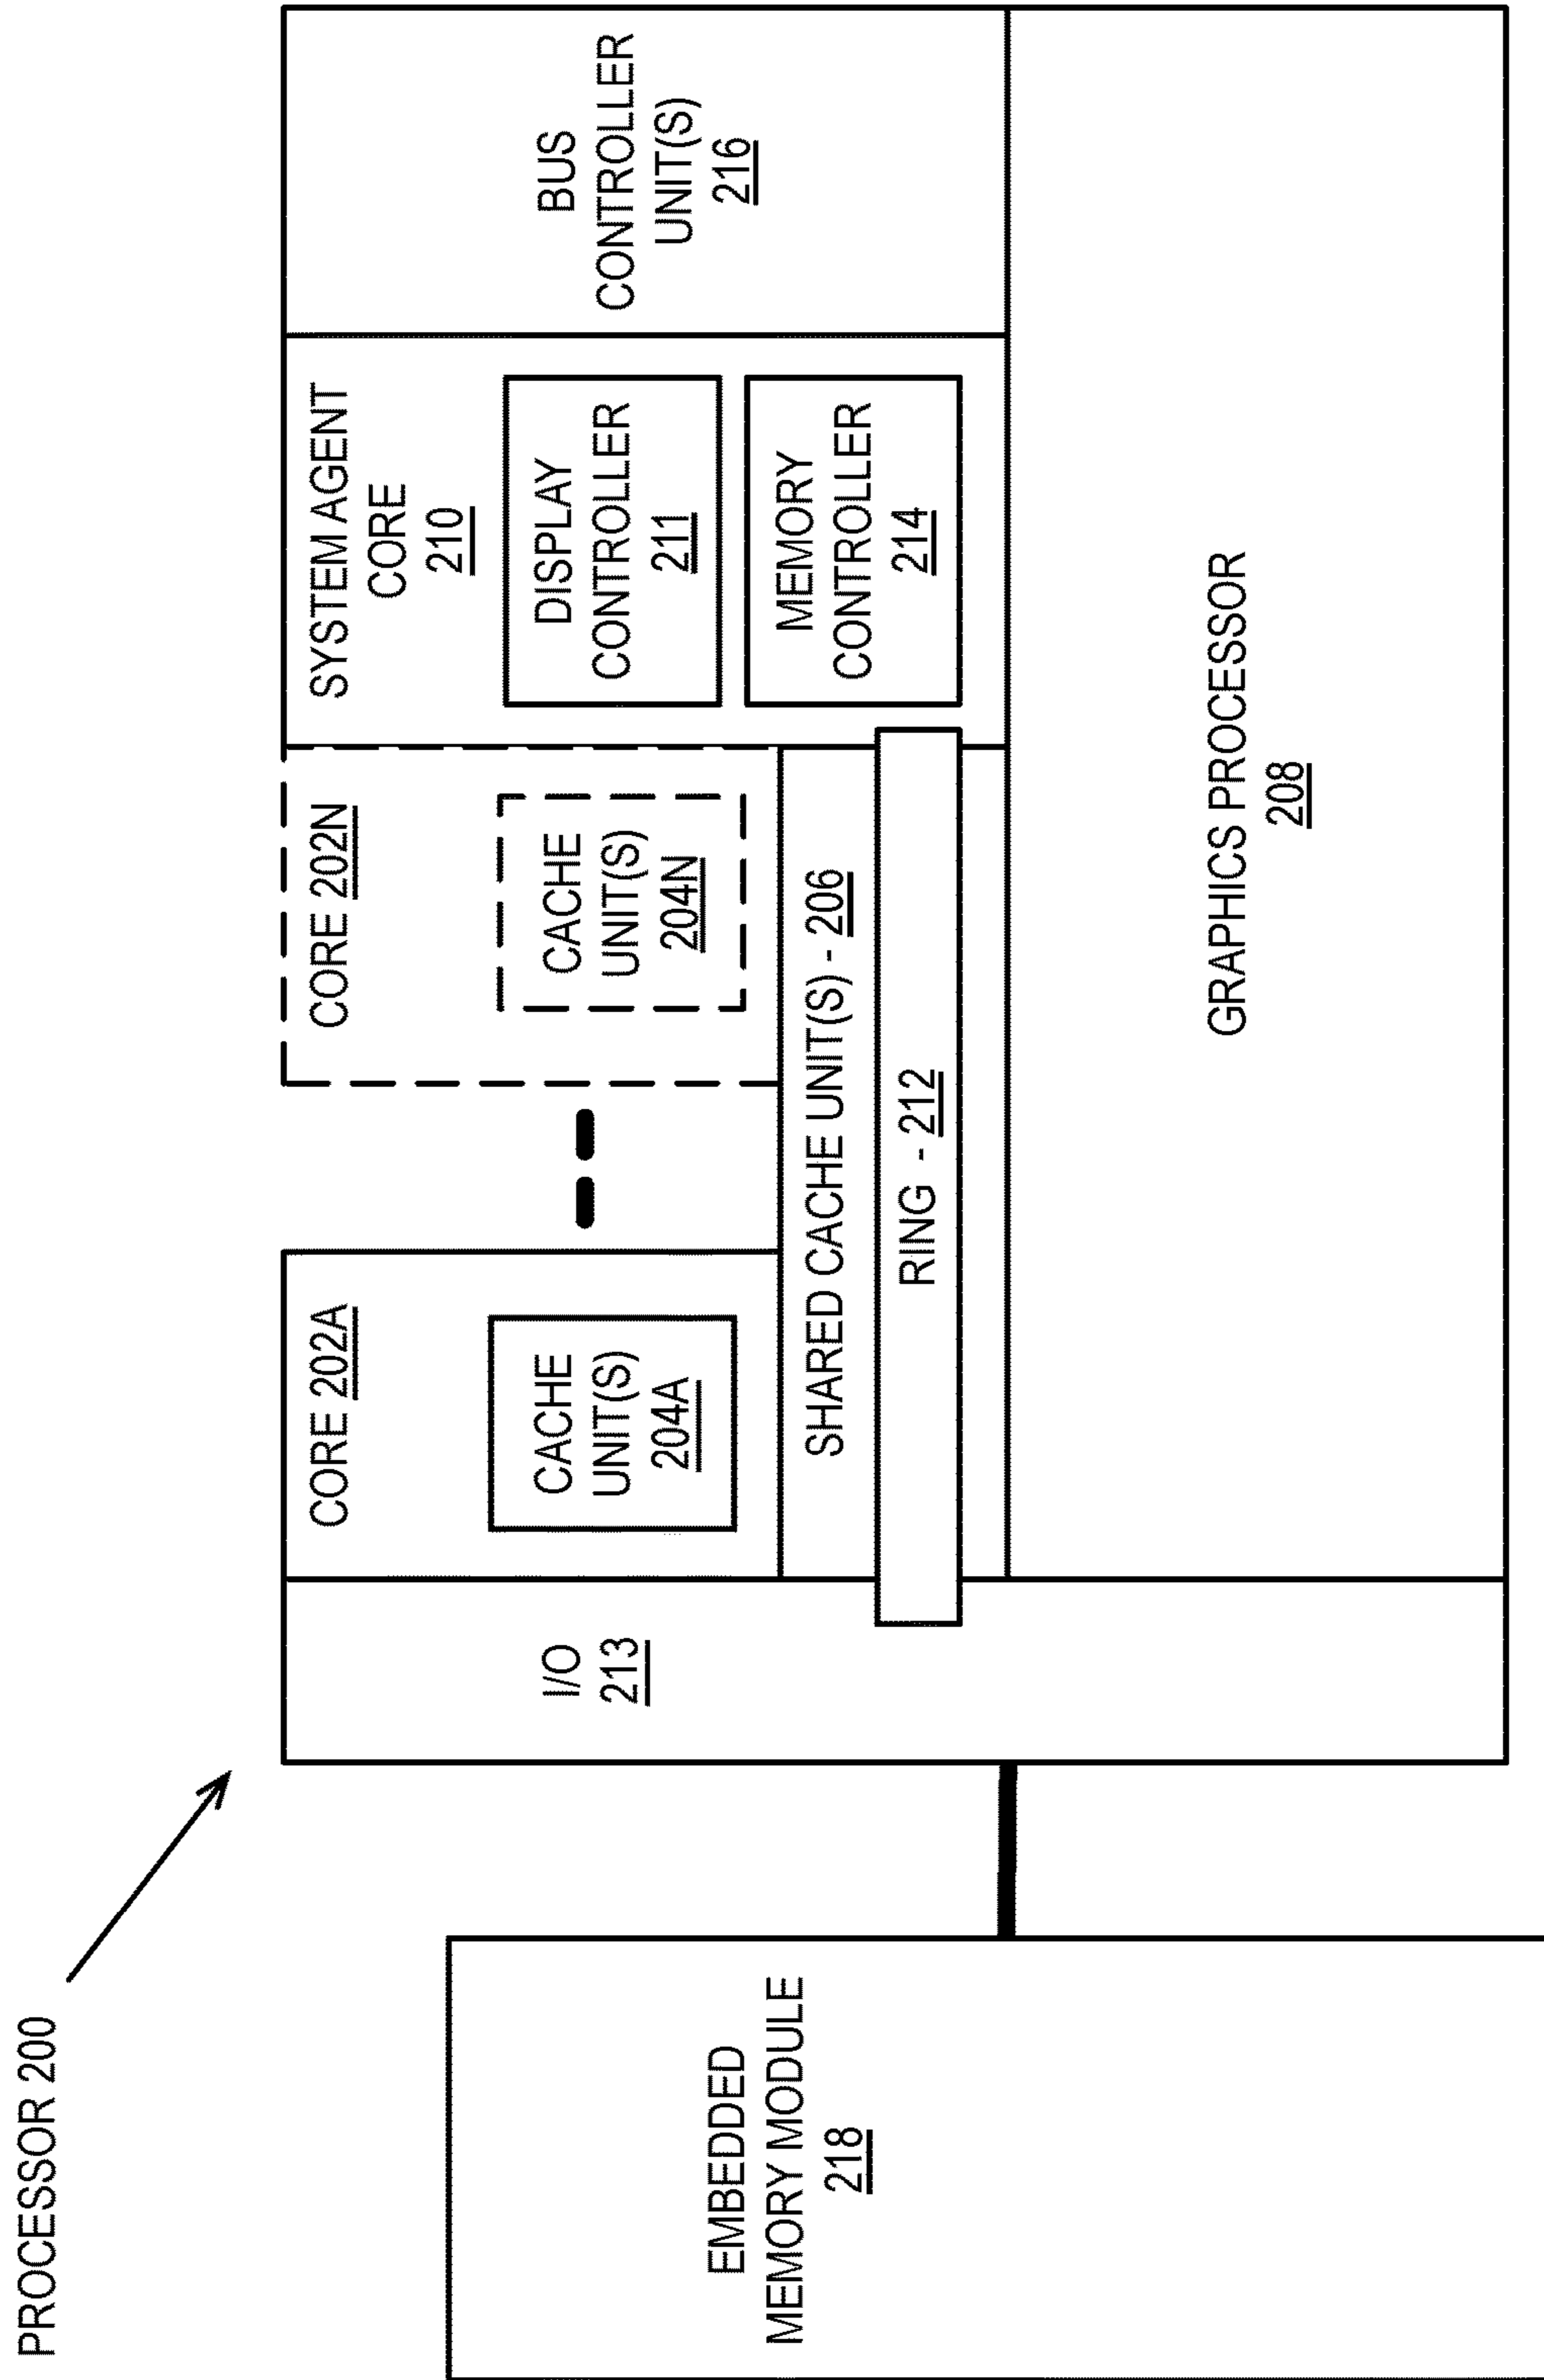 PROCESSOR 200
EMBEDDED
MEMORY MODULE
218
I/O
213
CORE 202A
CACHE
UNIT(S)
204A
CORE 202N
CACHE
UNIT(S)
204N
SHARED CACHE UNIT(S) - 206
RING - 212
SYSTEM AGENT
CORE
210
DISPLAY
CONTROLLER
211
MEMORY
CONTROLLER
214
BUS
CONTROLLER
UNIT(S)
216
GRAPHICS PROCESSOR
208